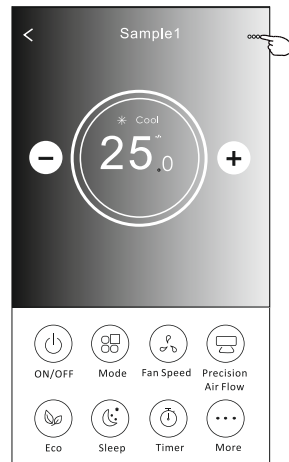 Sample1
Cool
25.0
ON/OFF
Mode
Fan Speed
Precision
Air Flow
Eco
Sleep
Timer
More